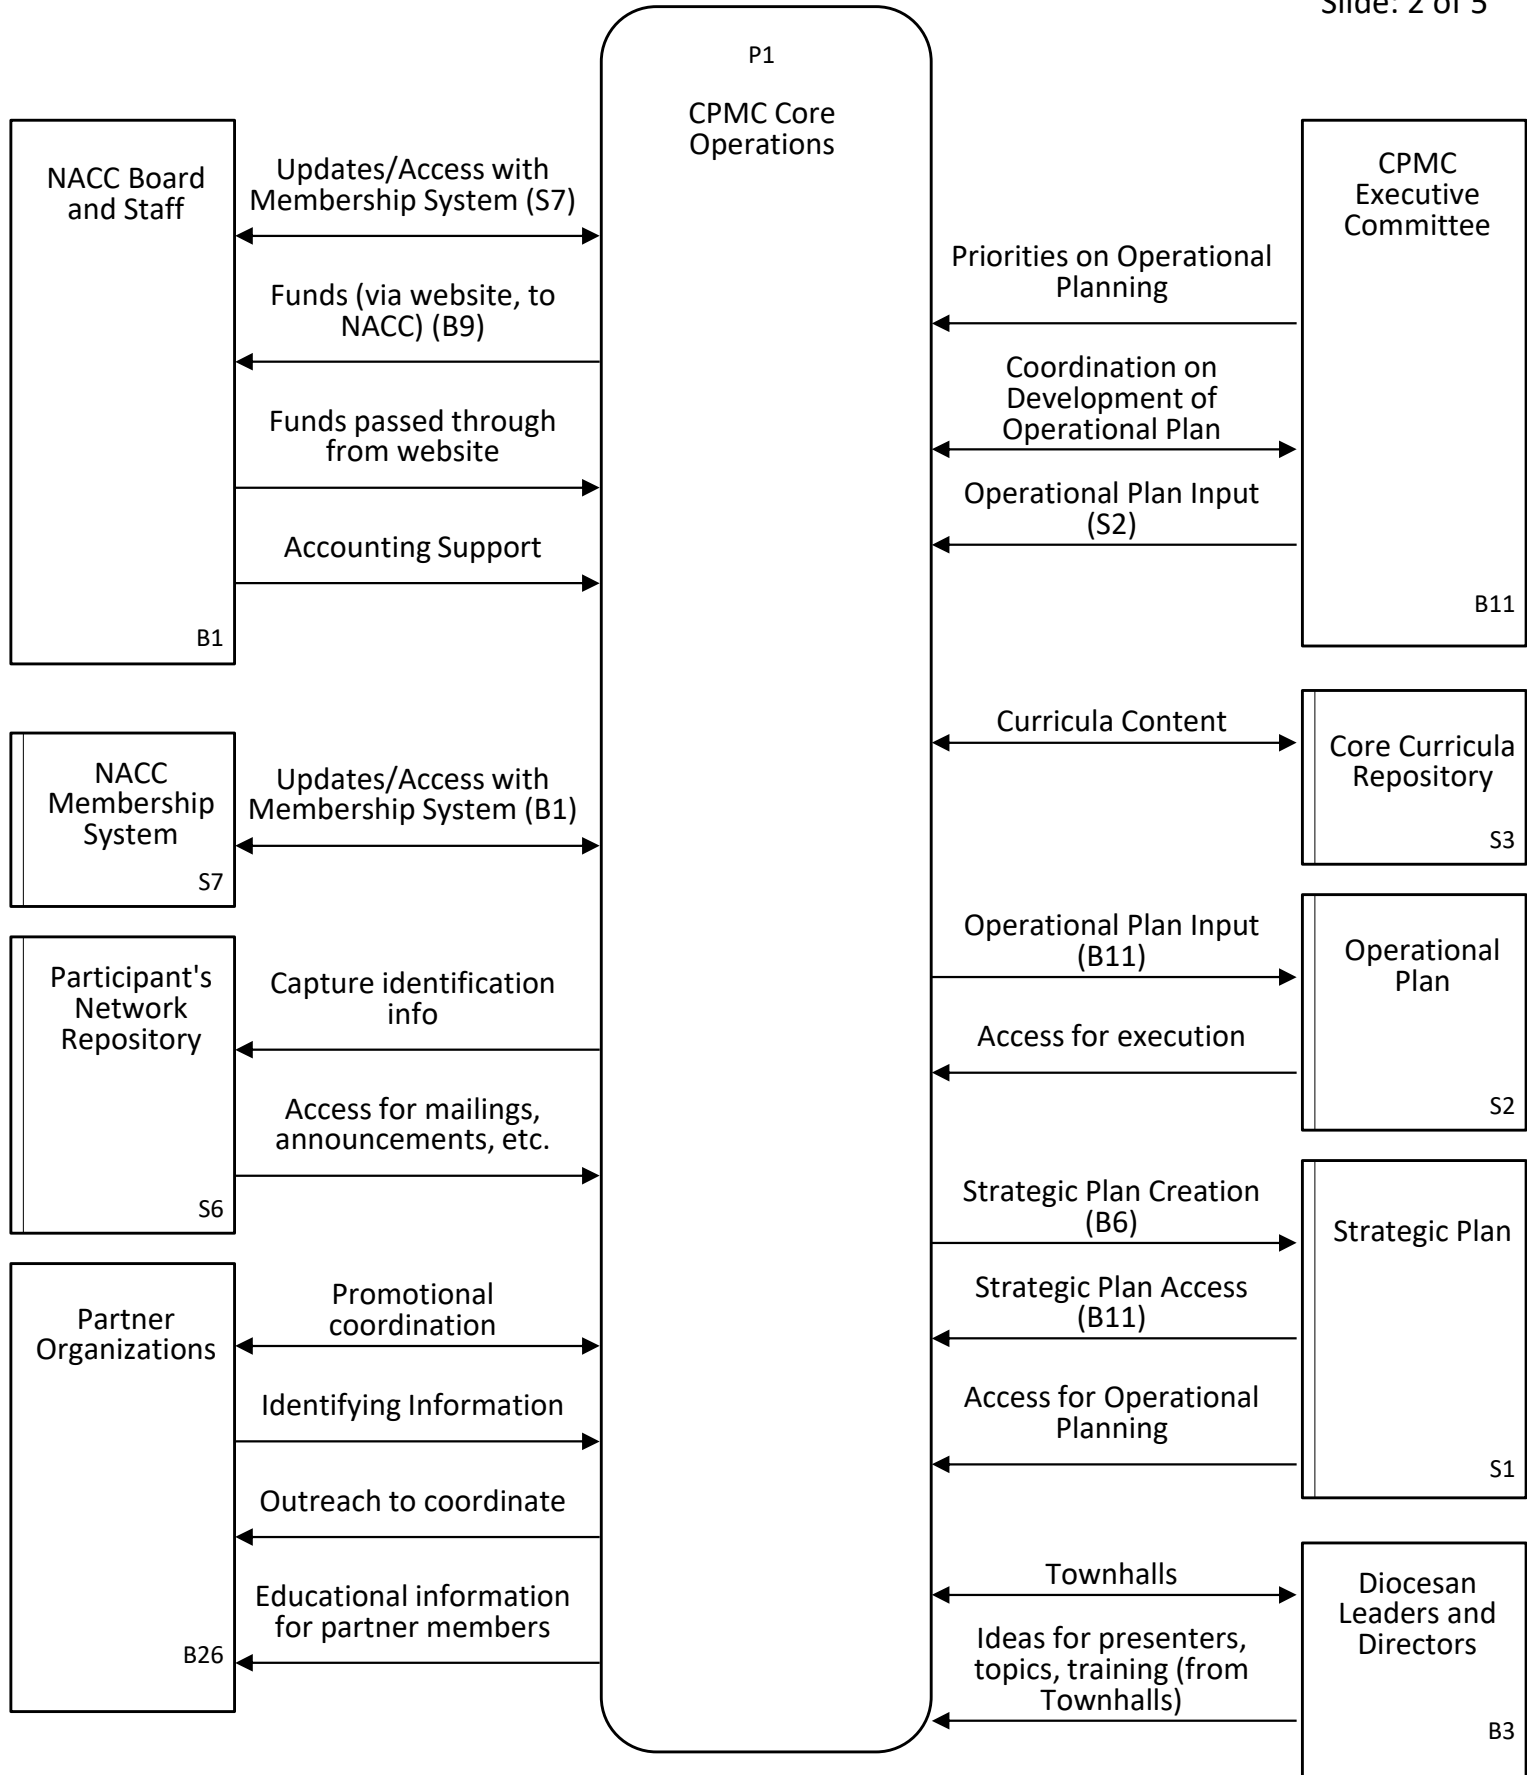 Slide: 2 of 5
P1
CPMC Core
Operations
NACC Board
and Staff
B1
Updates/Access with
Membership System (S7)
Funds (via website, to
NACC) (B9)
Funds passed through
from website
Accounting Support
NACC
Membership
System
S7
Updates/Access with
Membership System (B1)
Participant's
Network
Repository
S6
Capture identification
info
Access for mailings,
announcements, etc.
Partner
Organizations
B26
Promotional
coordination
Identifying Information
Outreach to coordinate
Educational information
for partner members
CPMC
Executive
Committee
B11
Priorities on Operational
Planning
Coordination on
Development of
Operational Plan
Operational Plan Input
(S2)
Curricula Content
Core Curricula
Repository
S3
Operational Plan Input
(B11)
Access for execution
Operational
Plan
S2
Strategic Plan Creation
(B6)
Strategic Plan Access
(B11)
Access for Operational
Planning
Strategic Plan
S1
Townhalls
Ideas for presenters,
topics, training (from
Townhalls)
Diocesan
Leaders and
Directors
B3